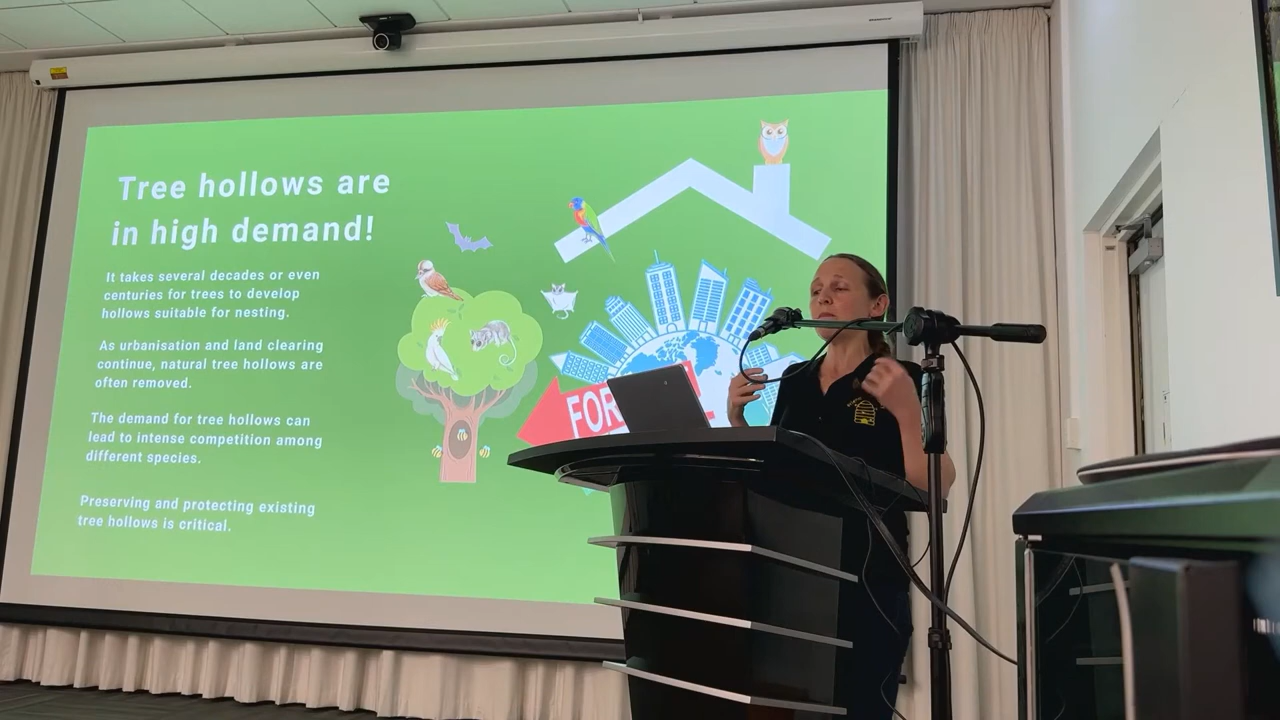 Tree hollows are
in high demand!
It takes several decades or even
centuries for trees to develop
hollows suitable for nesting.
As urbanisation and land clearing
continue, natural tree hollows are
often removed.
The demand for tree hollows can
lead to intense competition among
different species.
Preserving and protecting existing
tree hollows is critical.
FOR